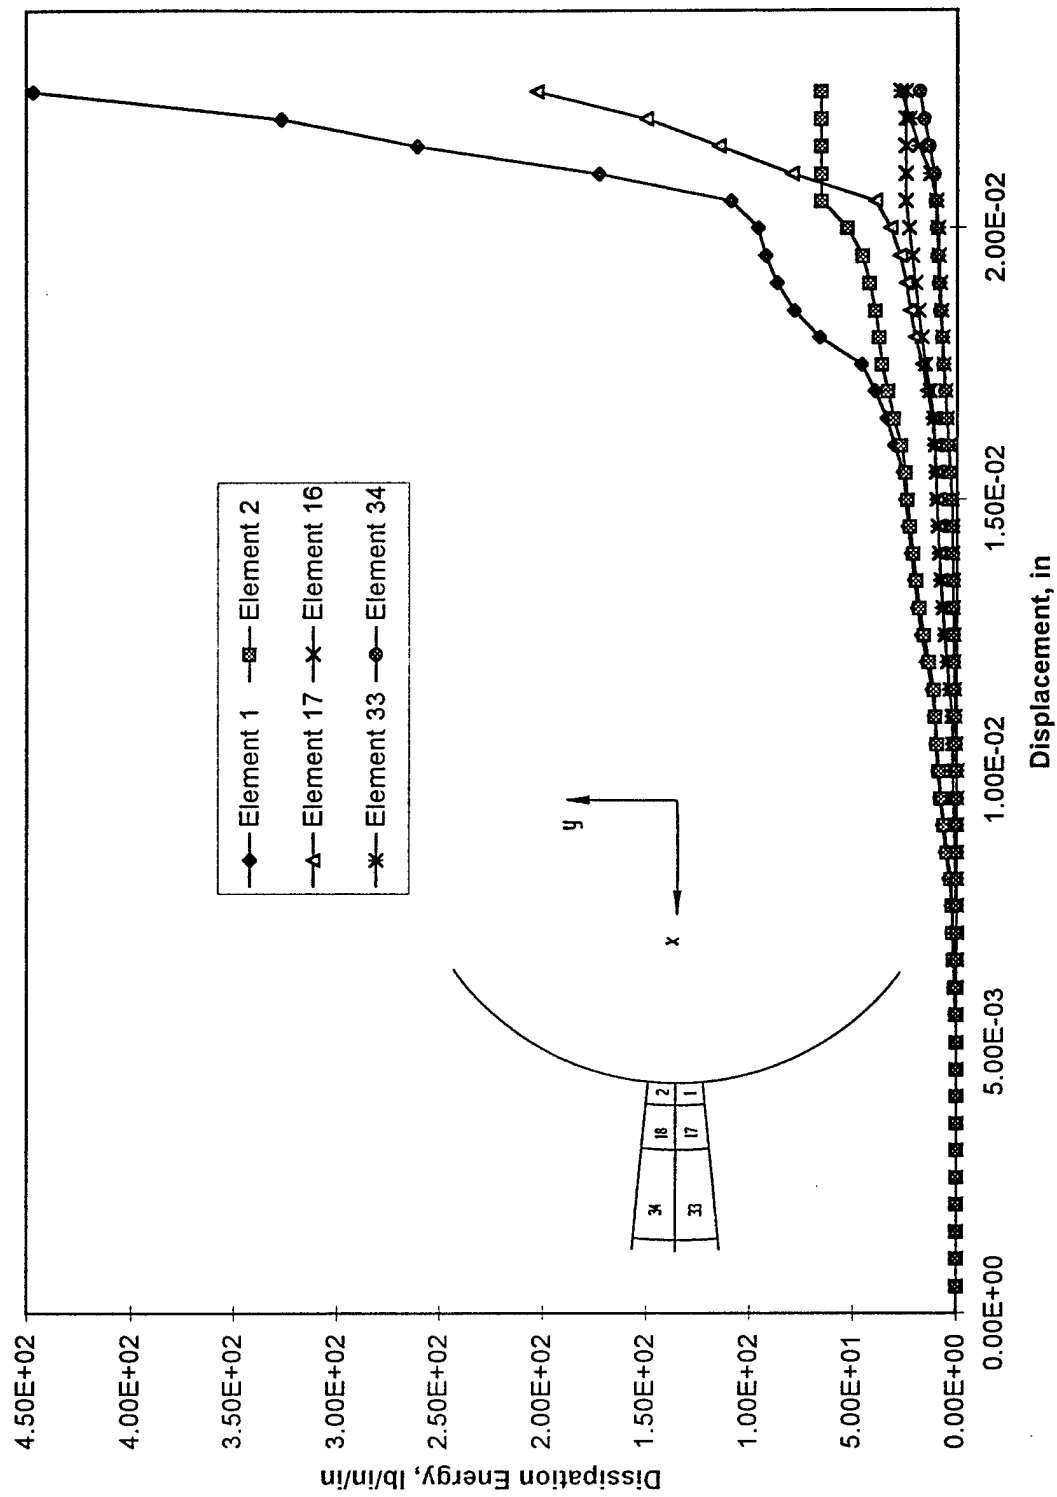 4.50E+02
4.00E+02
3.50E+02
3.00E+02
2.50E+02
2.00E+02
1.50E+02
1.00E+02
5.00E+01
0.00E+00
Dissipation Energy, lb/in/in/in
Element 1
Element 2
Element 17
Element 16
Element 33
Element 34
y
x
34
18
2
33
17
1
0.00E+00
5.00E-03
1.00E-02
1.50E-02
2.00E-02
Displacement, in